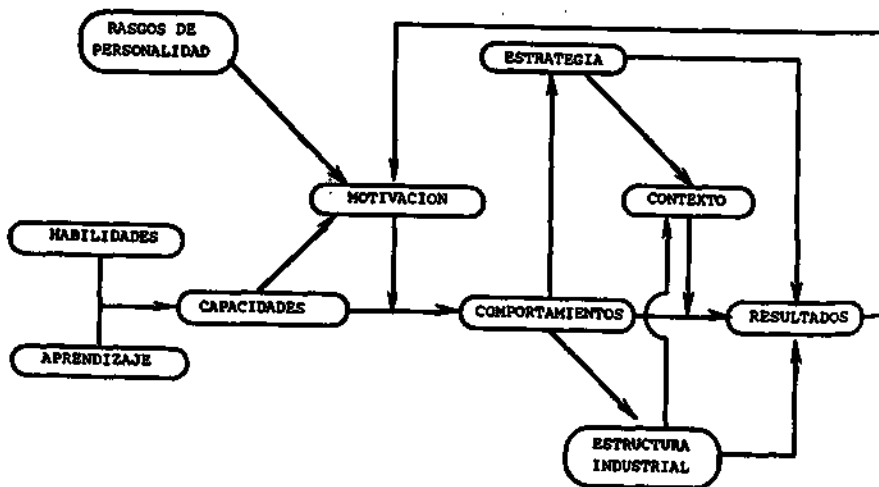 RASGOS DE
PERSONALIDAD
ESTRATEGIA
MOTIVACION
CONTEXTO
HABILIDADES
CAPACIDADES
COMPORTAMIENTOS
RESULTADOS
APRENDIZAJE
ESTRUCTURA
INDUSTRIAL